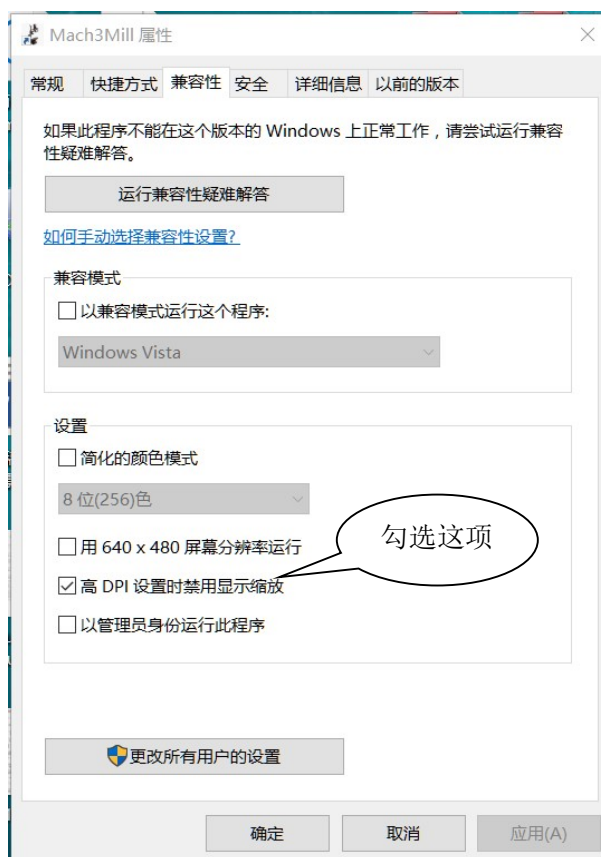 Mach3Mill 属性
常规 快捷方式 兼容性 安全 详细信息 以前的版本
如果此程序不能在这个版本的 Windows 上正常工作，请尝试运行兼容
性疑难解答。
运行兼容性疑难解答
如何手动选择兼容性设置?
兼容模式
以兼容模式运行这个程序:
Windows Vista
设置
简化的颜色模式
8 位(256)色
用 640 x 480 屏幕分辨率运行
勾选这项
高 DPI 设置时禁用显示缩放
以管理员身份运行此程序
更改所有用户的设置
确定 取消 应用(A)